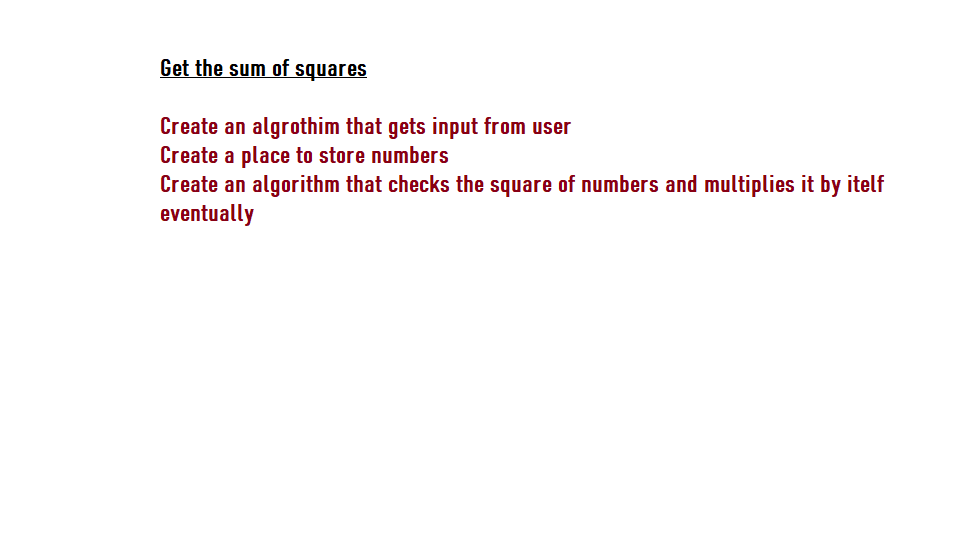 Get the sum of squares
Create an algrothim that gets input from user
Create a place to store numbers
Create an algorithm that checks the square of numbers and multiplies it by itelf
eventually